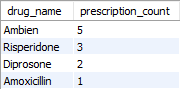 drug_name prescription_count
Ambien 5
Risperidone 3
Diprosone 2
Amoxicillin 1